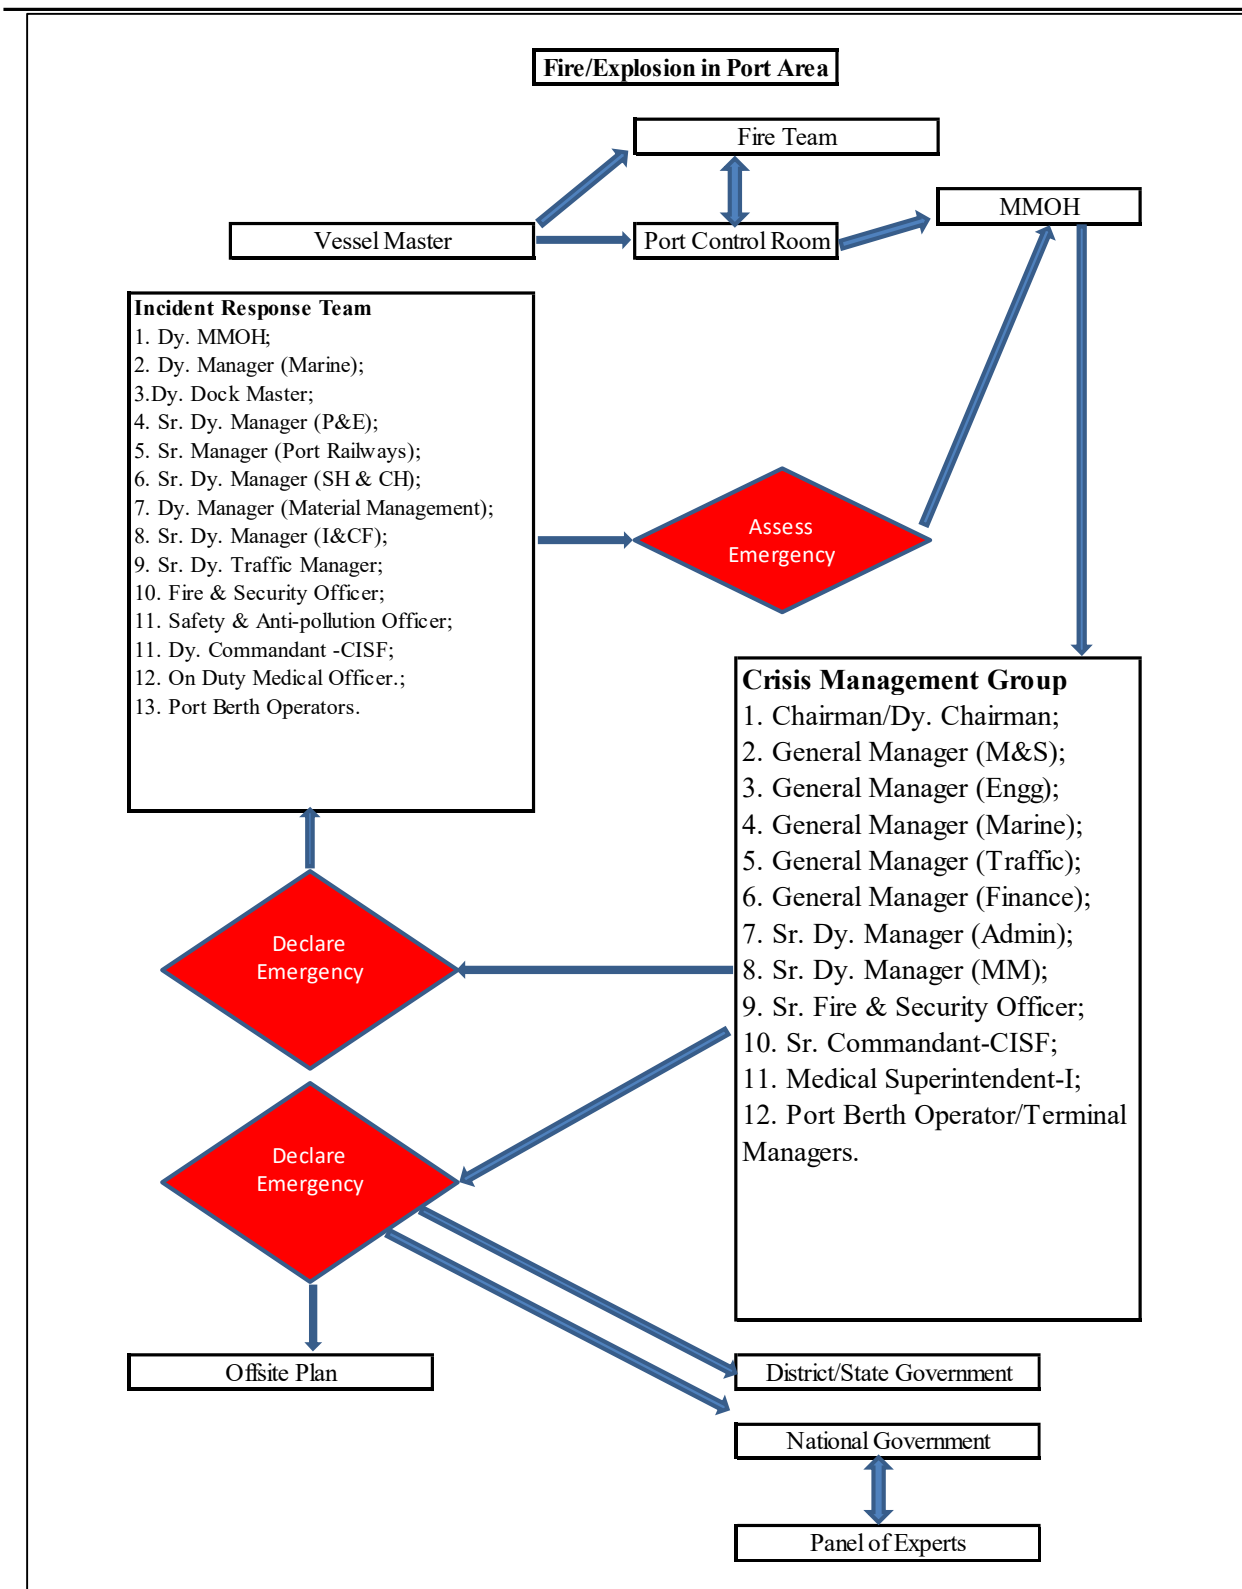 Fire/Explosion in Port Area
Fire Team
MMOH
Vessel Master
Port Control Room
Incident Response Team
1. Dy. MMOH;
2. Dy. Manager (Marine);
3.Dy. Dock Master;
4. Sr. Dy. Manager (P&E);
5. Sr. Manager (Port Railways);
6. Sr. Dy. Manager (SH & CH);
7. Dy. Manager (Material Management);
8. Sr. Dy. Manager (I&CF);
9. Sr. Dy. Traffic Manager;
10. Fire & Security Officer;
11. Safety & Anti-pollution Officer;
11. Dy. Commandant -CISF;
12. On Duty Medical Officer.;
13. Port Berth Operators.
Assess
Emergency
Crisis Management Group
1. Chairman/Dy. Chairman;
2. General Manager (M&S);
3. General Manager (Engg);
4. General Manager (Marine);
5. General Manager (Traffic);
6. General Manager (Finance);
7. Sr. Dy. Manager (Admin);
8. Sr. Dy. Manager (MM);
9. Sr. Fire & Security Officer;
10. Sr. Commandant-CISF;
11. Medical Superintendent-I;
12. Port Berth Operator/Terminal
Managers.
Declare
Emergency
Declare
Emergency
Offsite Plan
District/State Government
National Government
Panel of Experts